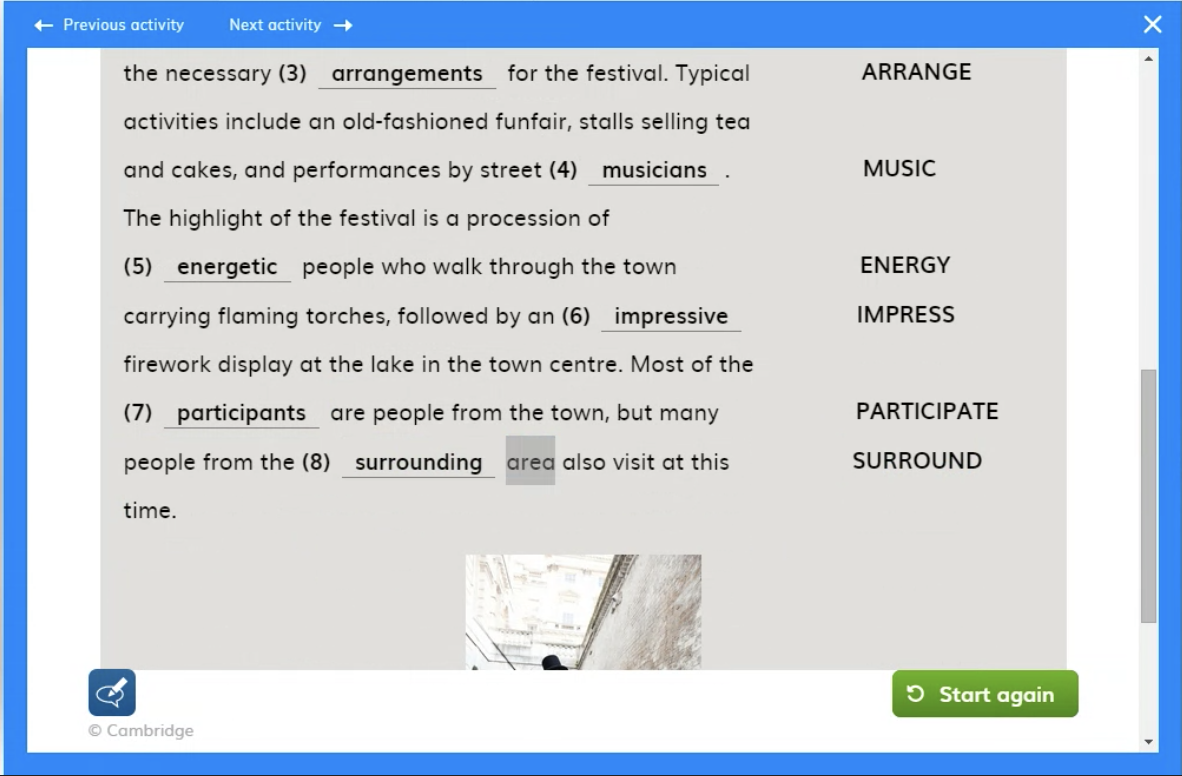 Previous activity Next activity
the necessary (3) arrangements for the festival. Typical ARRANGE
activities include an old-fashioned funfair, stalls selling tea
and cakes, and performances by street (4) musicians . MUSIC
The highlight of the festival is a procession of
(5) energetic people who walk through the town ENERGY
carrying flaming torches, followed by an (6) impressive IMPRESS
firework display at the lake in the town centre. Most of the
(7) participants are people from the town, but many PARTICIPATE
people from the (8) surrounding area also visit at this SURROUND
time.
Start again
© Cambridge